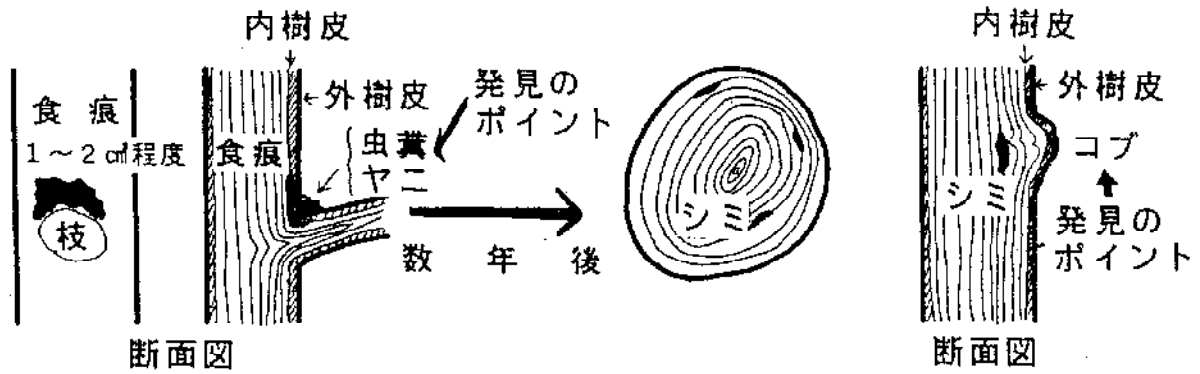 内樹皮
外樹皮
発見の
ポイント
食痕
1～2㎠程度
食痕
虫糞
ヤニ
枝
数年後
断面図
シミ
内樹皮
外樹皮
コブ
シミ
発見の
ポイント
断面図